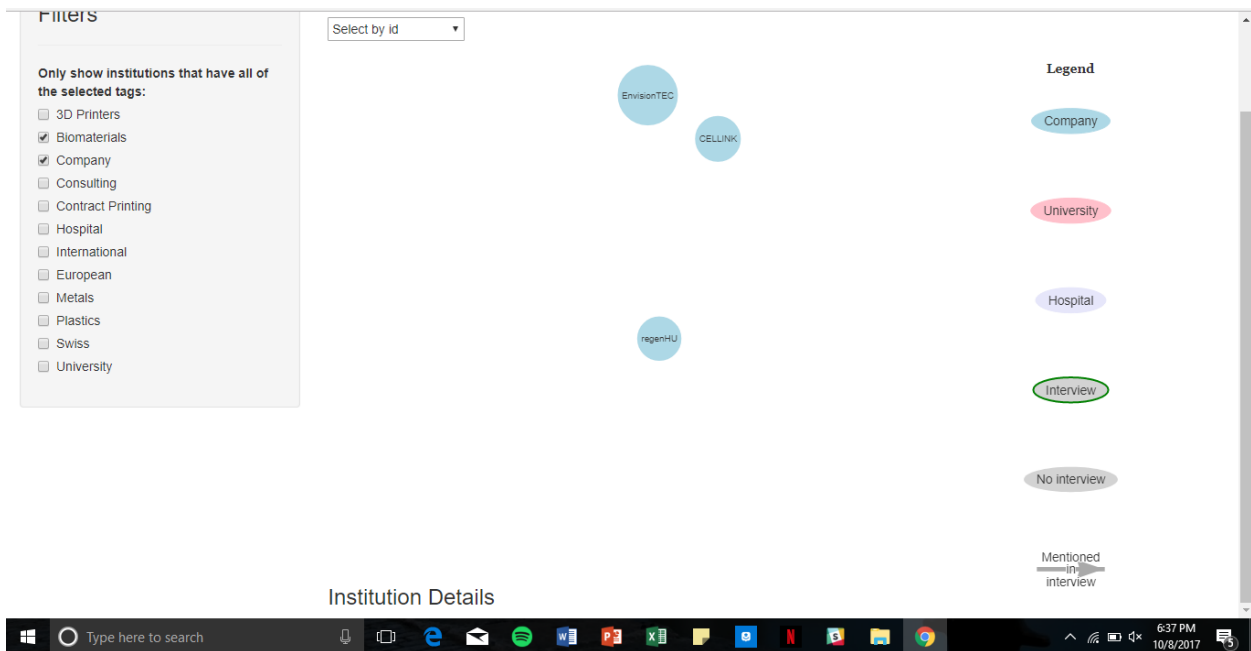 Filters
Select by id
Only show institutions that have all of
the selected tags:
3D Printers
Biomaterials
Company
Consulting
Contract Printing
Hospital
International
European
Metals
Plastics
Swiss
University
EnvisionTEC
CELLINK
regenHU
Legend
Company
University
Hospital
Interview
No interview
Mentioned
in
interview
Institution Details
Type here to search
6:37 PM
10/8/2017
5